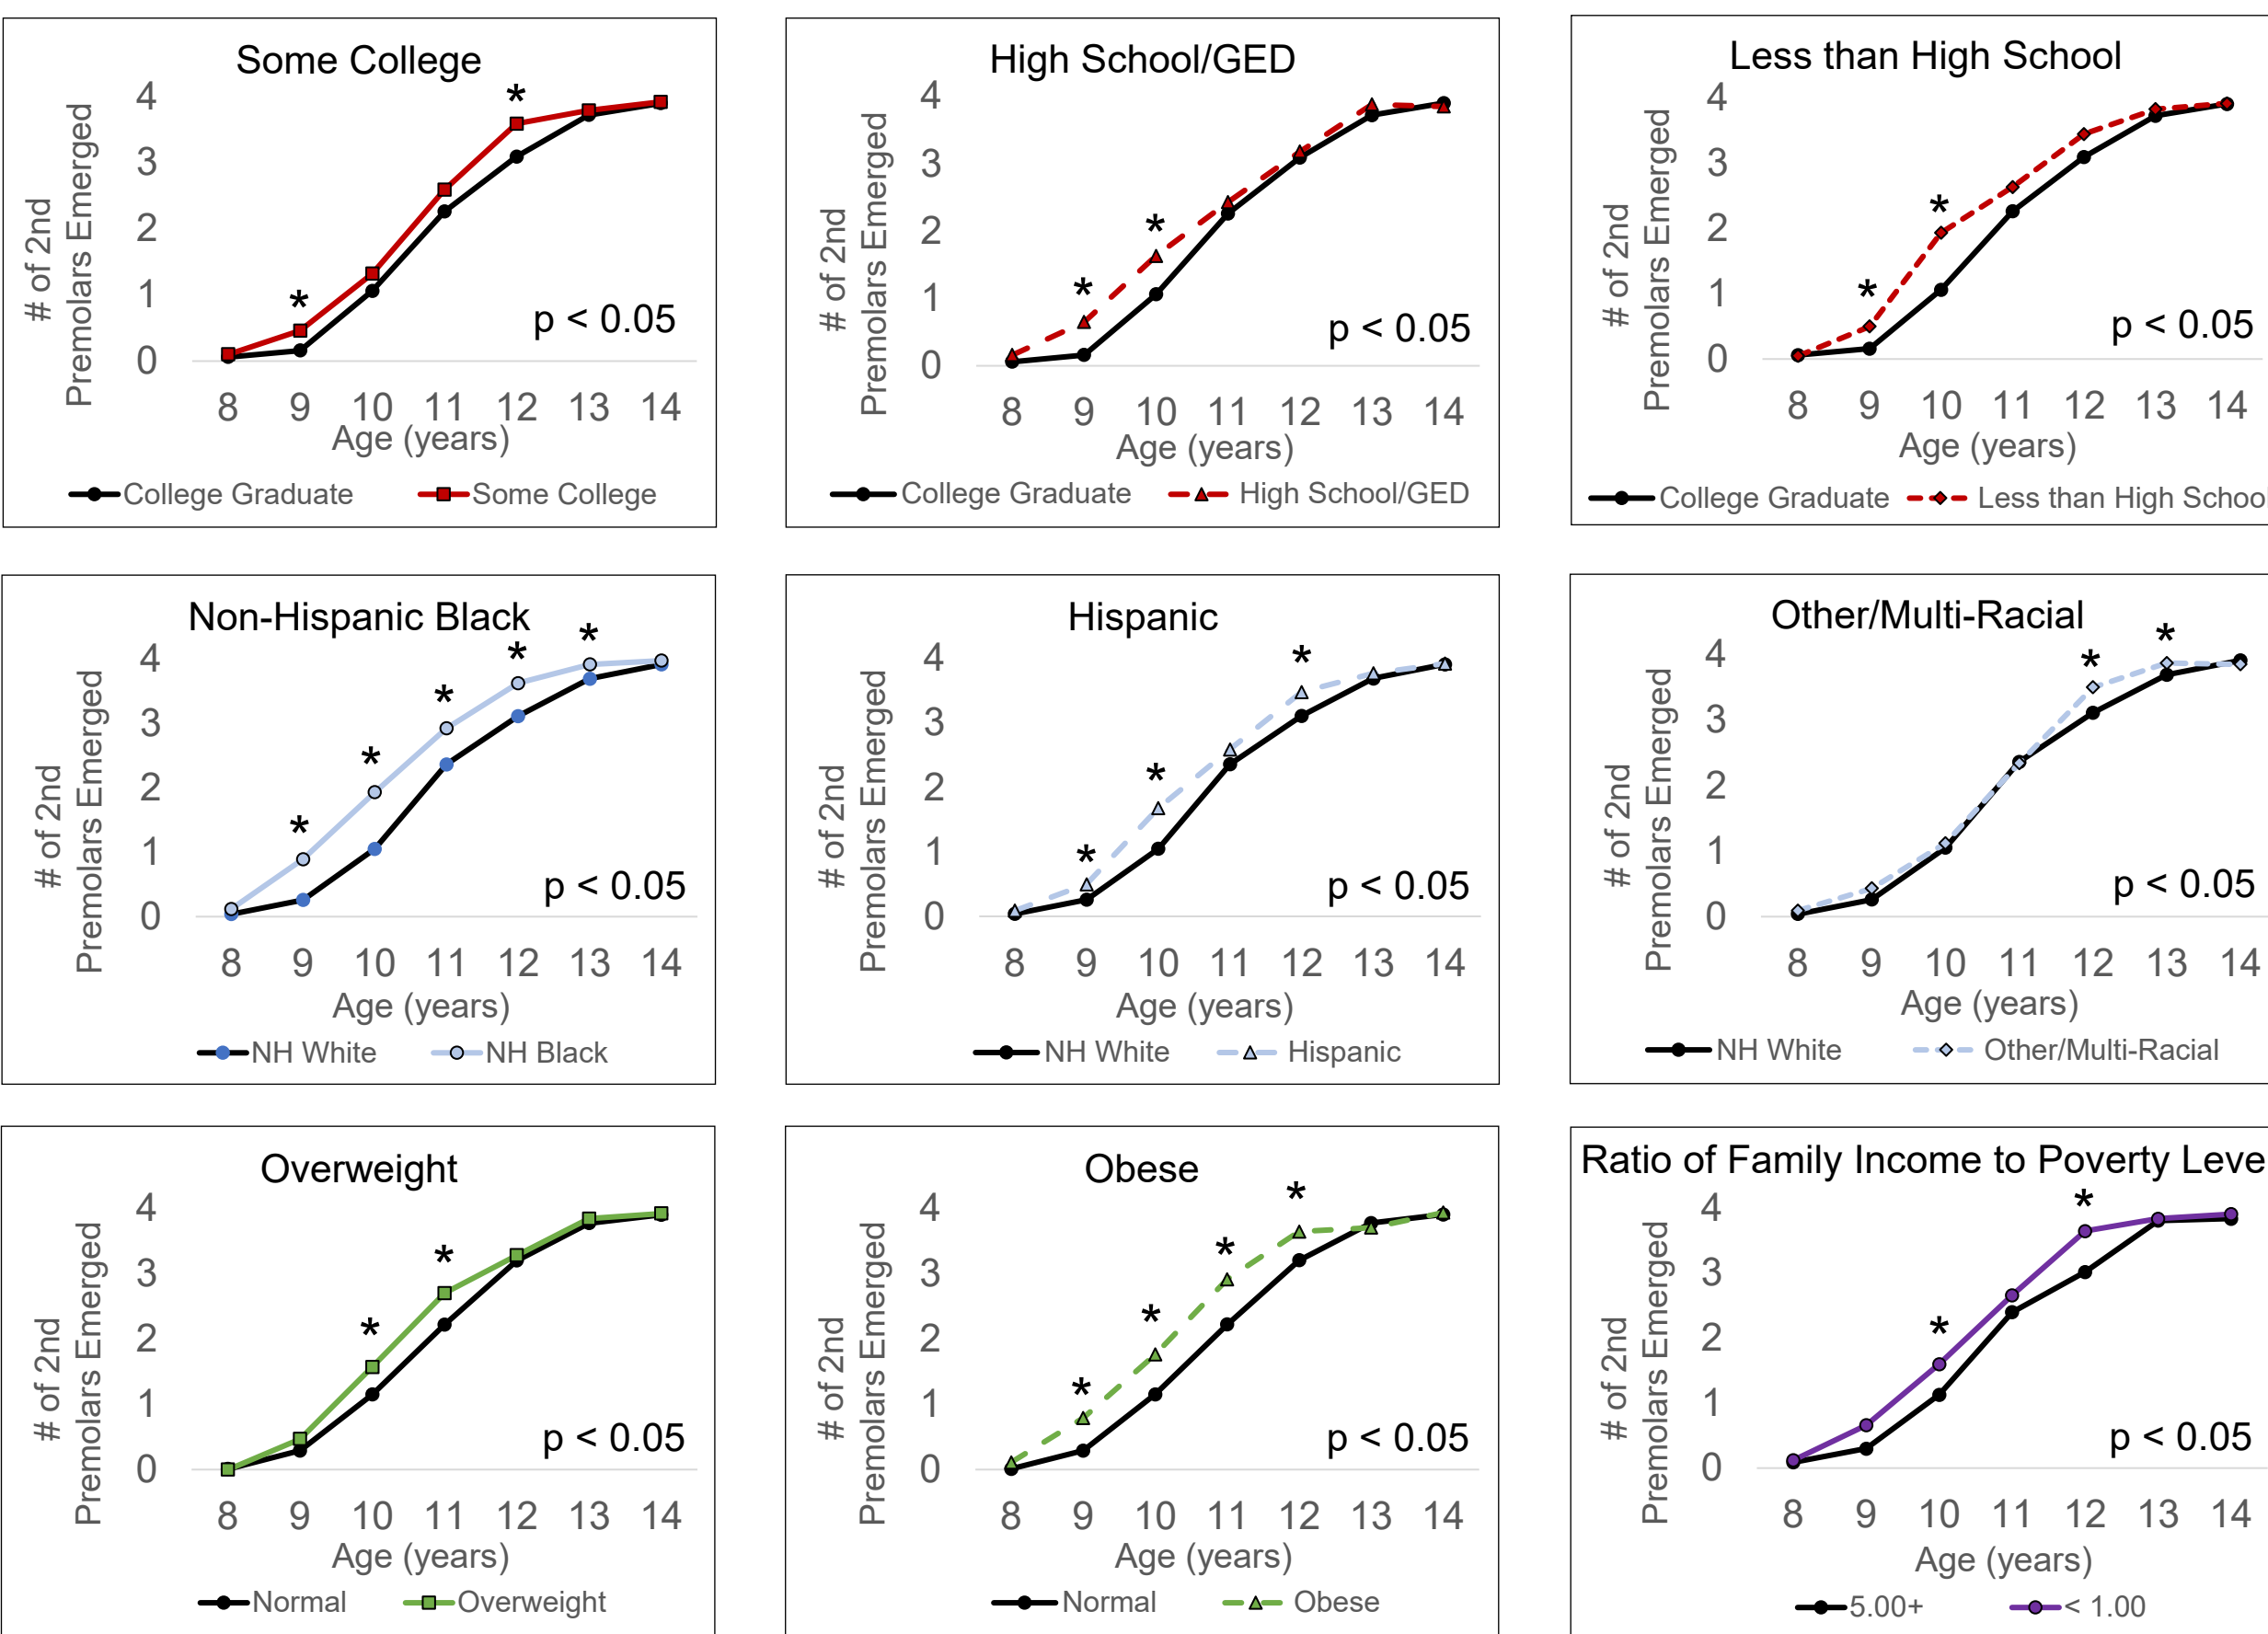 Some College
*
*
# of 2nd
Premolars Emerged
4
3
2
1
0
p < 0.05
8 9 10 11 12 13 14
Age (years)
College Graduate Some College
High School/GED
*
*
# of 2nd
Premolars Emerged
4
3
2
1
0
p < 0.05
8 9 10 11 12 13 14
Age (years)
College Graduate High School/GED
Less than High School
*
*
# of 2nd
Premolars Emerged
4
3
2
1
0
p < 0.05
8 9 10 11 12 13 14
Age (years)
College Graduate Less than High School
Non-Hispanic Black
*
*
*
*
*
# of 2nd
Premolars Emerged
4
3
2
1
0
p < 0.05
8 9 10 11 12 13 14
Age (years)
NH White NH Black
Hispanic
*
*
*
# of 2nd
Premolars Emerged
4
3
2
1
0
p < 0.05
8 9 10 11 12 13 14
Age (years)
NH White Hispanic
Other/Multi-Racial
*
*
# of 2nd
Premolars Emerged
4
3
2
1
0
p < 0.05
8 9 10 11 12 13 14
Age (years)
NH White Other/Multi-Racial
Overweight
*
*
# of 2nd
Premolars Emerged
4
3
2
1
0
p < 0.05
8 9 10 11 12 13 14
Age (years)
Normal Overweight
Obese
*
*
*
*
# of 2nd
Premolars Emerged
4
3
2
1
0
p < 0.05
8 9 10 11 12 13 14
Age (years)
Normal Obese
Ratio of Family Income to Poverty Leve
*
*
# of 2nd
Premolars Emerged
4
3
2
1
0
p < 0.05
8 9 10 11 12 13 14
Age (years)
5.00+ < 1.00